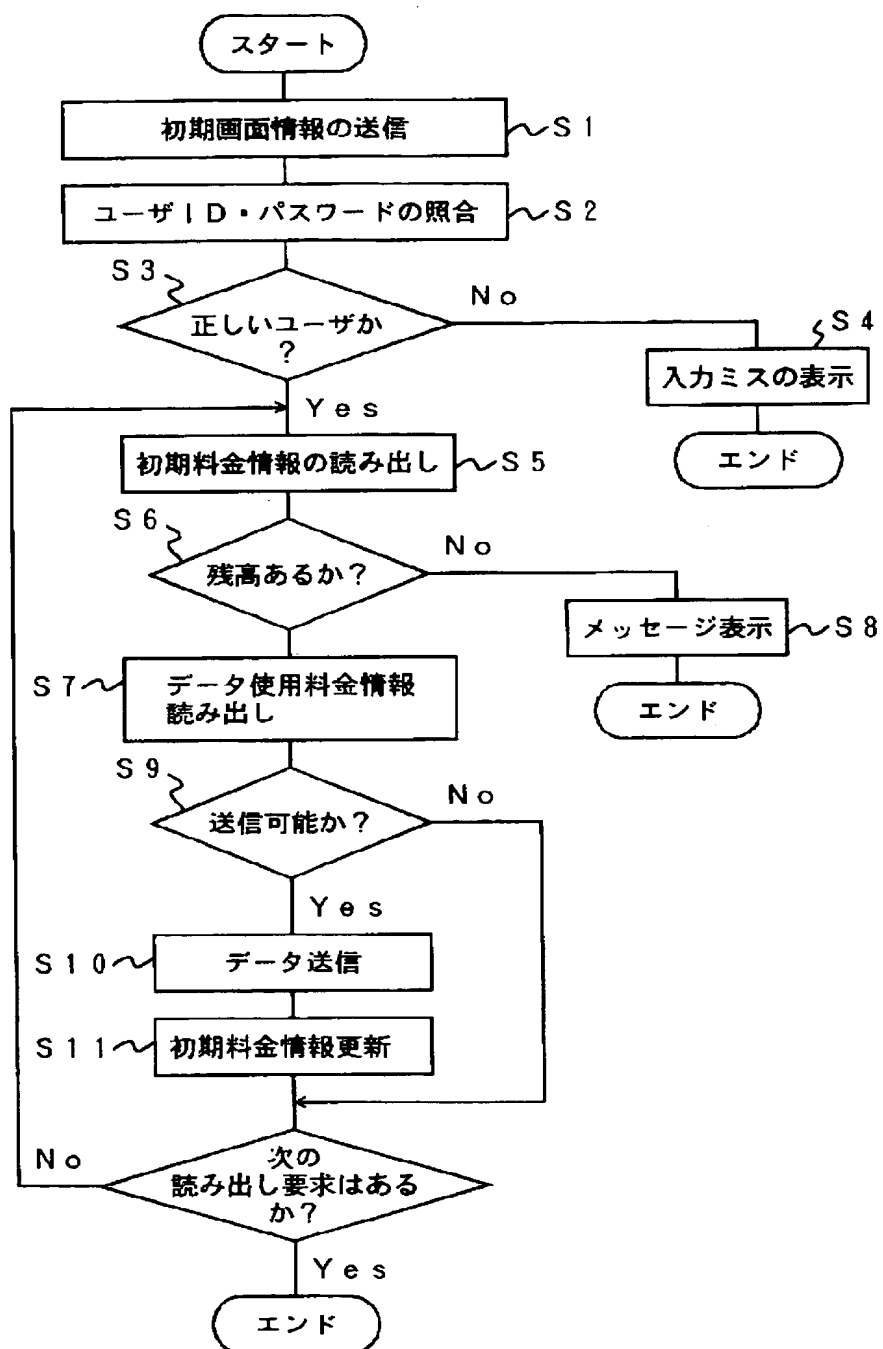 スタート
初期画面情報の送信
S1
ユーザID・パスワードの照合
S2
S3
正しいユーザか
?
No
S4
入力ミスの表示
エンド
Yes
初期料金情報の読み出し
S5
S6
残高あるか?
No
メッセージ表示
S8
エンド
S7
データ使用料金情報
読み出し
S9
送信可能か?
No
Yes
S10
データ送信
S11
初期料金情報更新
次の
読み出し要求はある
か?
No
Yes
エンド